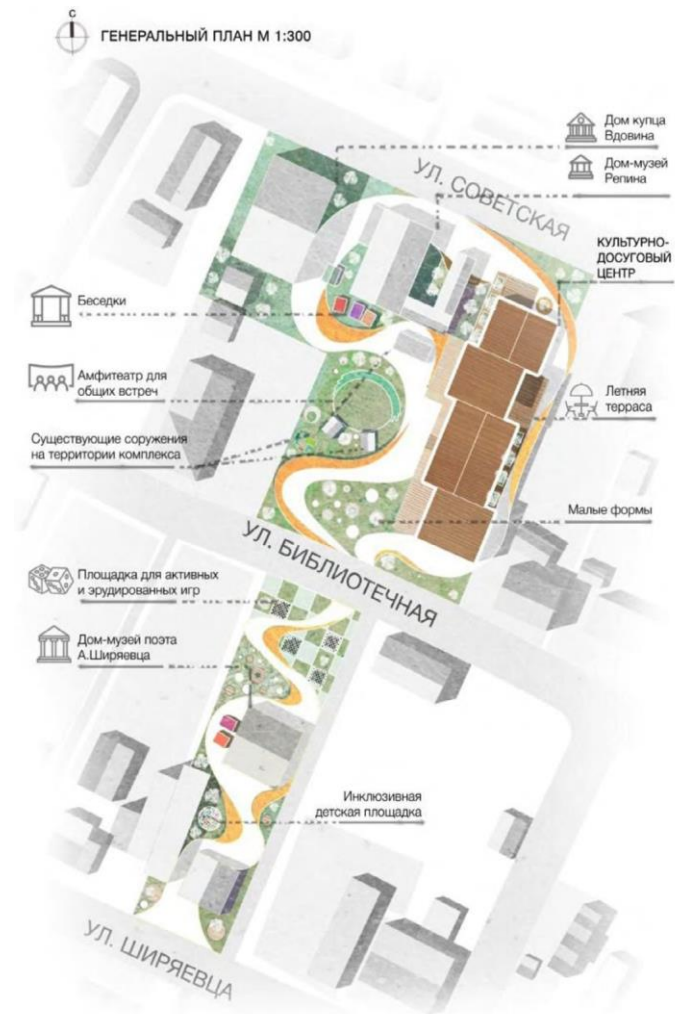 С
ГЕНЕРАЛЬНЫЙ ПЛАН М 1:300
Дом купца
Вдовина
УЛ. СОВЕТСКАЯ
Дом-музей
Репина
КУЛЬТУРНО-
ДОСУГОВЫЙ
ЦЕНТР
Беседки
Амфитеатр для
общих встреч
Летняя
терраса
Существующие соружения
на территории комплекса
Малые формы
УЛ. БИБЛИОТЕЧНАЯ
Площадка для активных
и эрудированных игр
Дом-музей поэта
А.Ширяевца
Инклюзивная
детская площадка
УЛ. ШИРЯЕВЦА